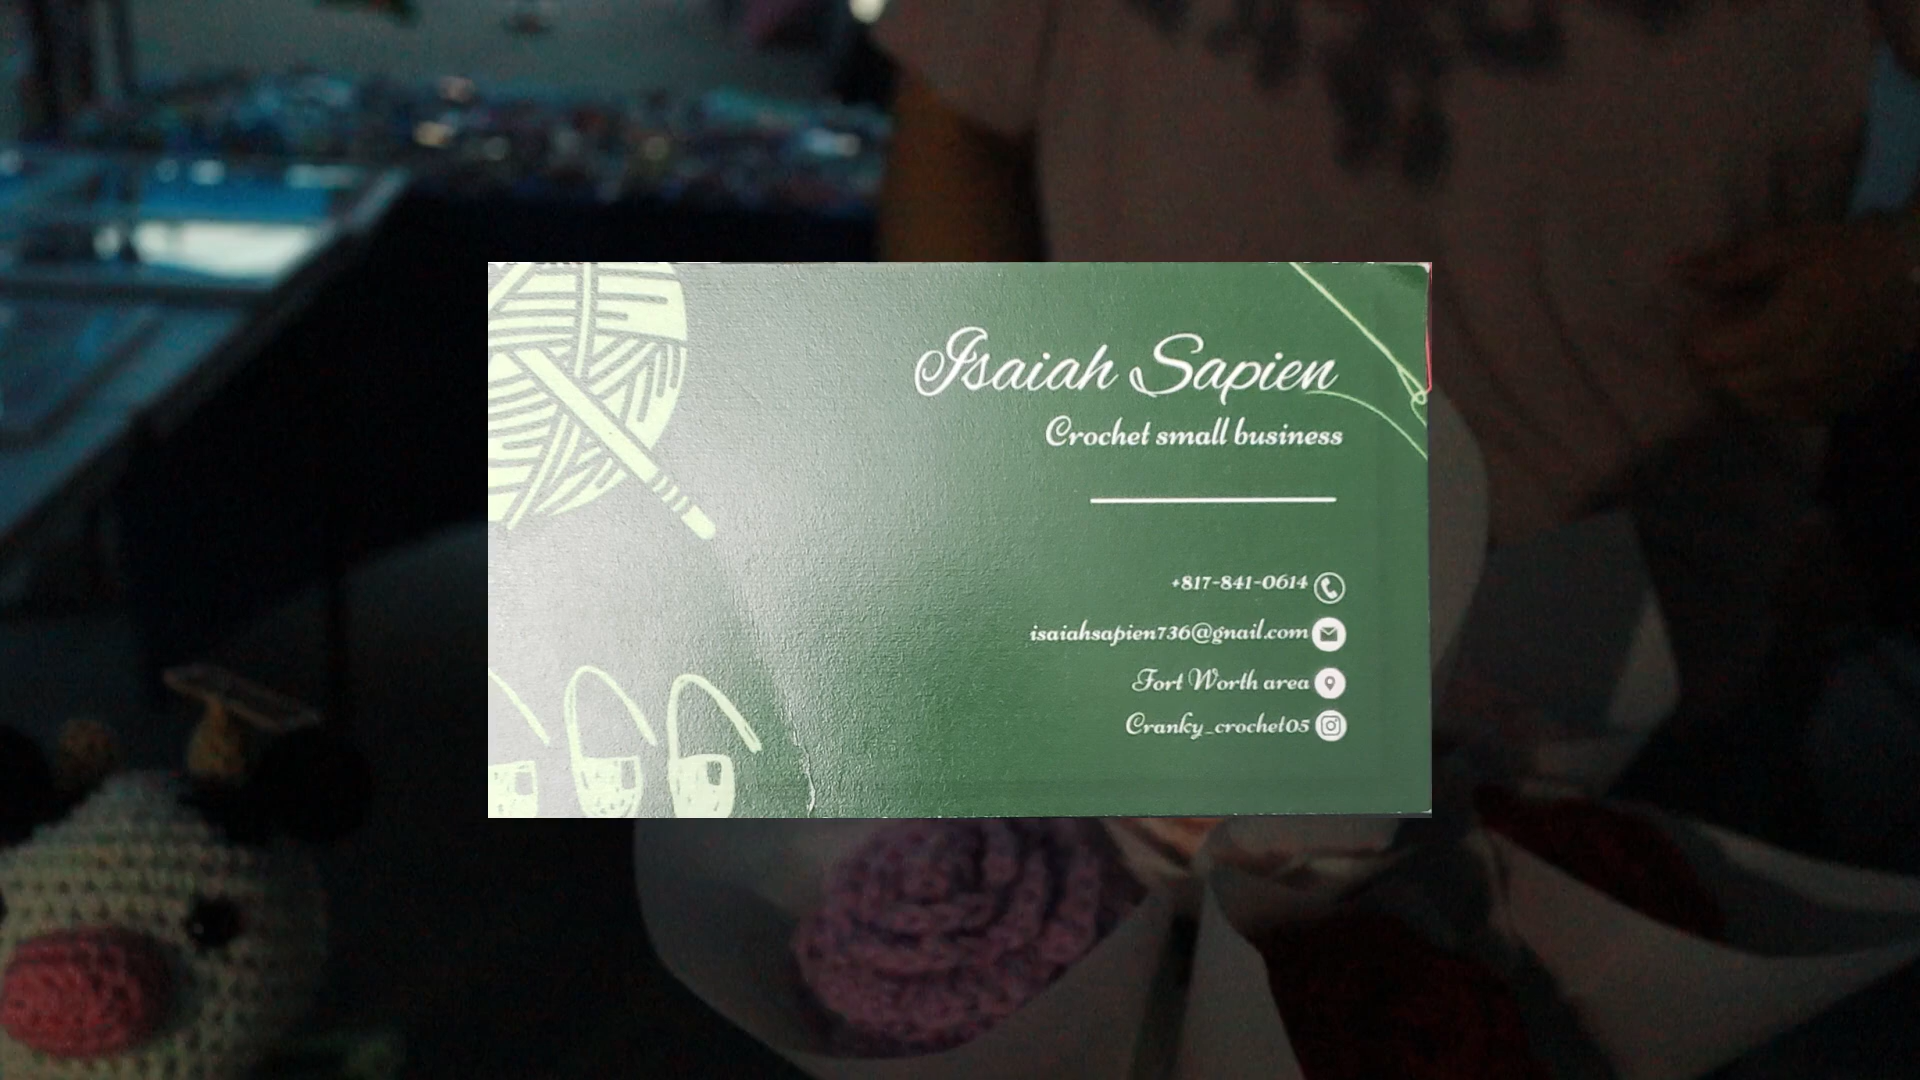 Isaiah Sapien
Crochet small business
+817-841-0614
isaiahsapien736@gnail.com
Fort Worth area
Cranky_crochet05